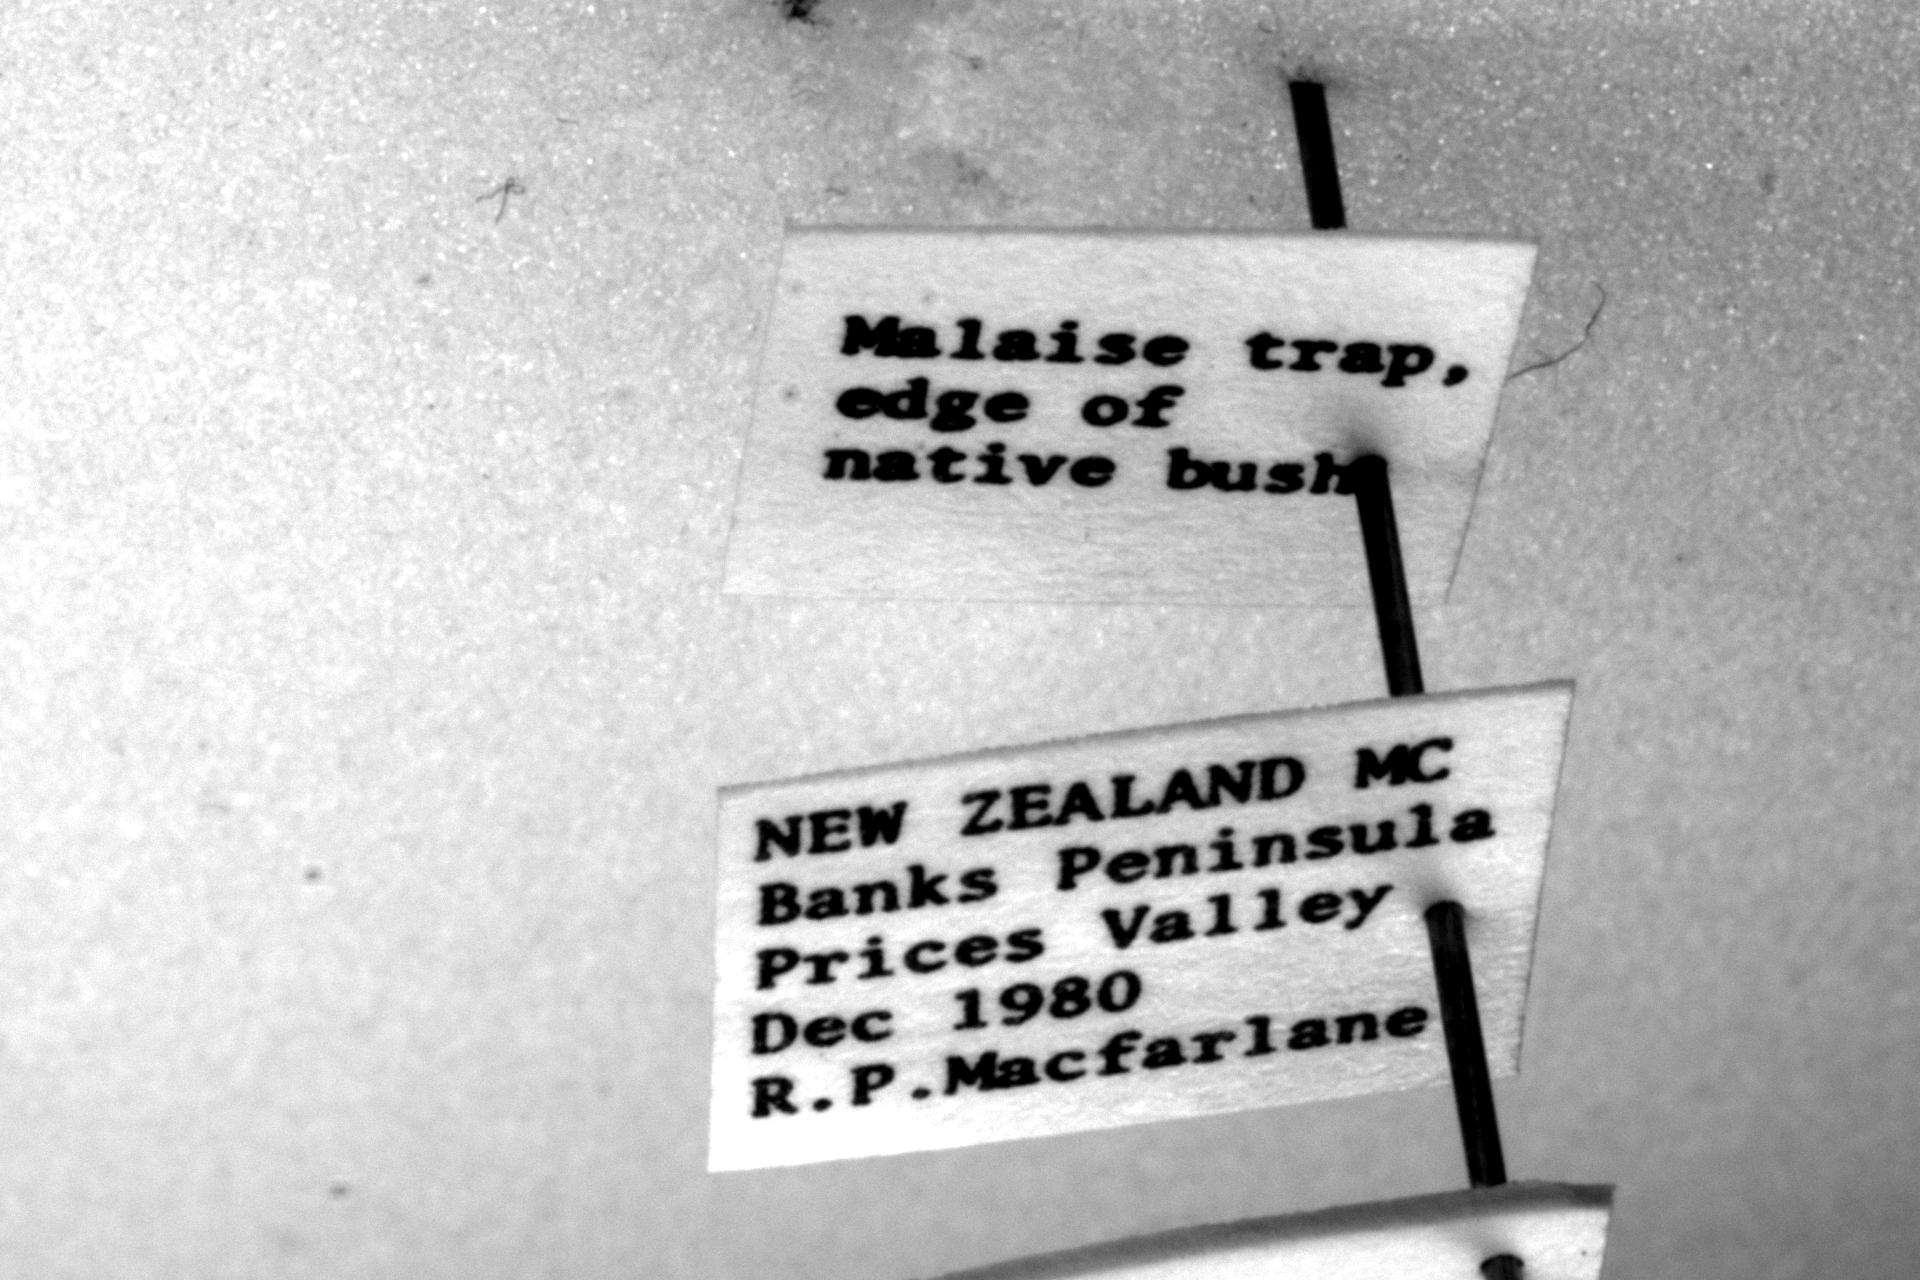 Malaise trap,
edge of
native bush
NEW ZEALAND MC
Banks Peninsula
Prices Valley
Dec 1980
R.P.Macfarlane